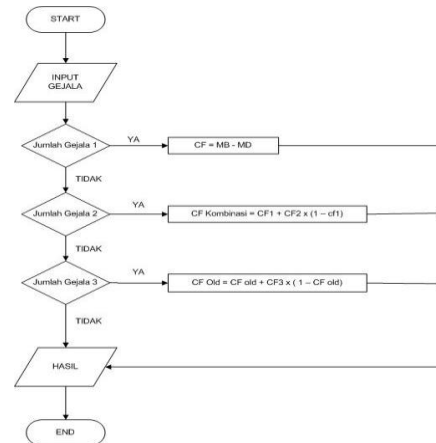 START
INPUT
GEJALA
Jumlah Gejala 1
YA
CF = MB - MD
TIDAK
Jumlah Gejala 2
YA
CF Kombinasi = CF1 + CF2 x (1 – cf1)
TIDAK
Jumlah Gejala 3
YA
CF Old = CF old + CF3 x ( 1 – CF old)
TIDAK
HASIL
END